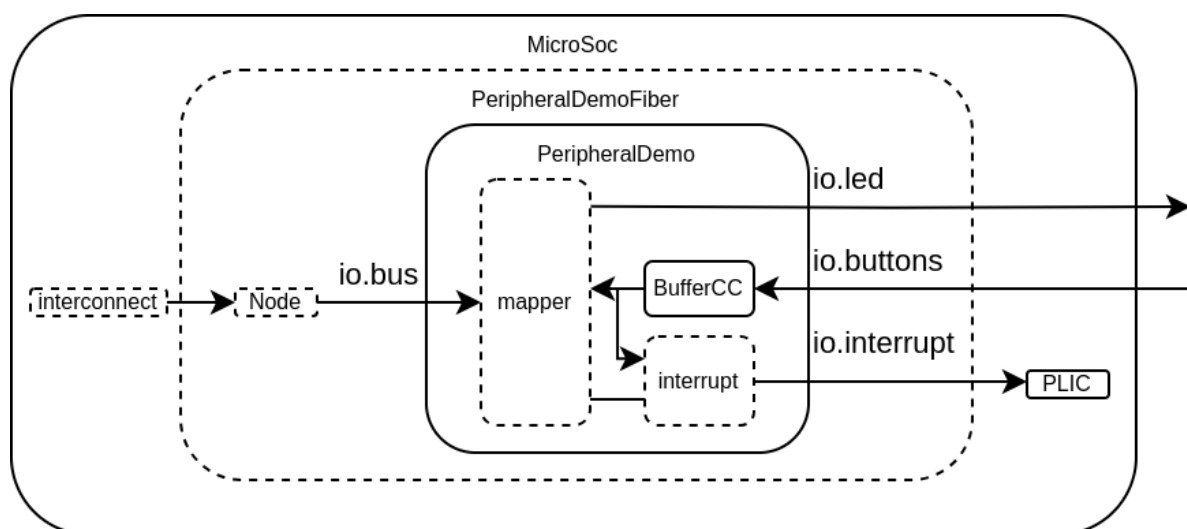 MicroSoc
PeripheralDemoFiber
PeripheralDemo
io.led
io.buttons
io.bus
BufferCC
interconnect
Node
mapper
io.interrupt
interrupt
PLIC